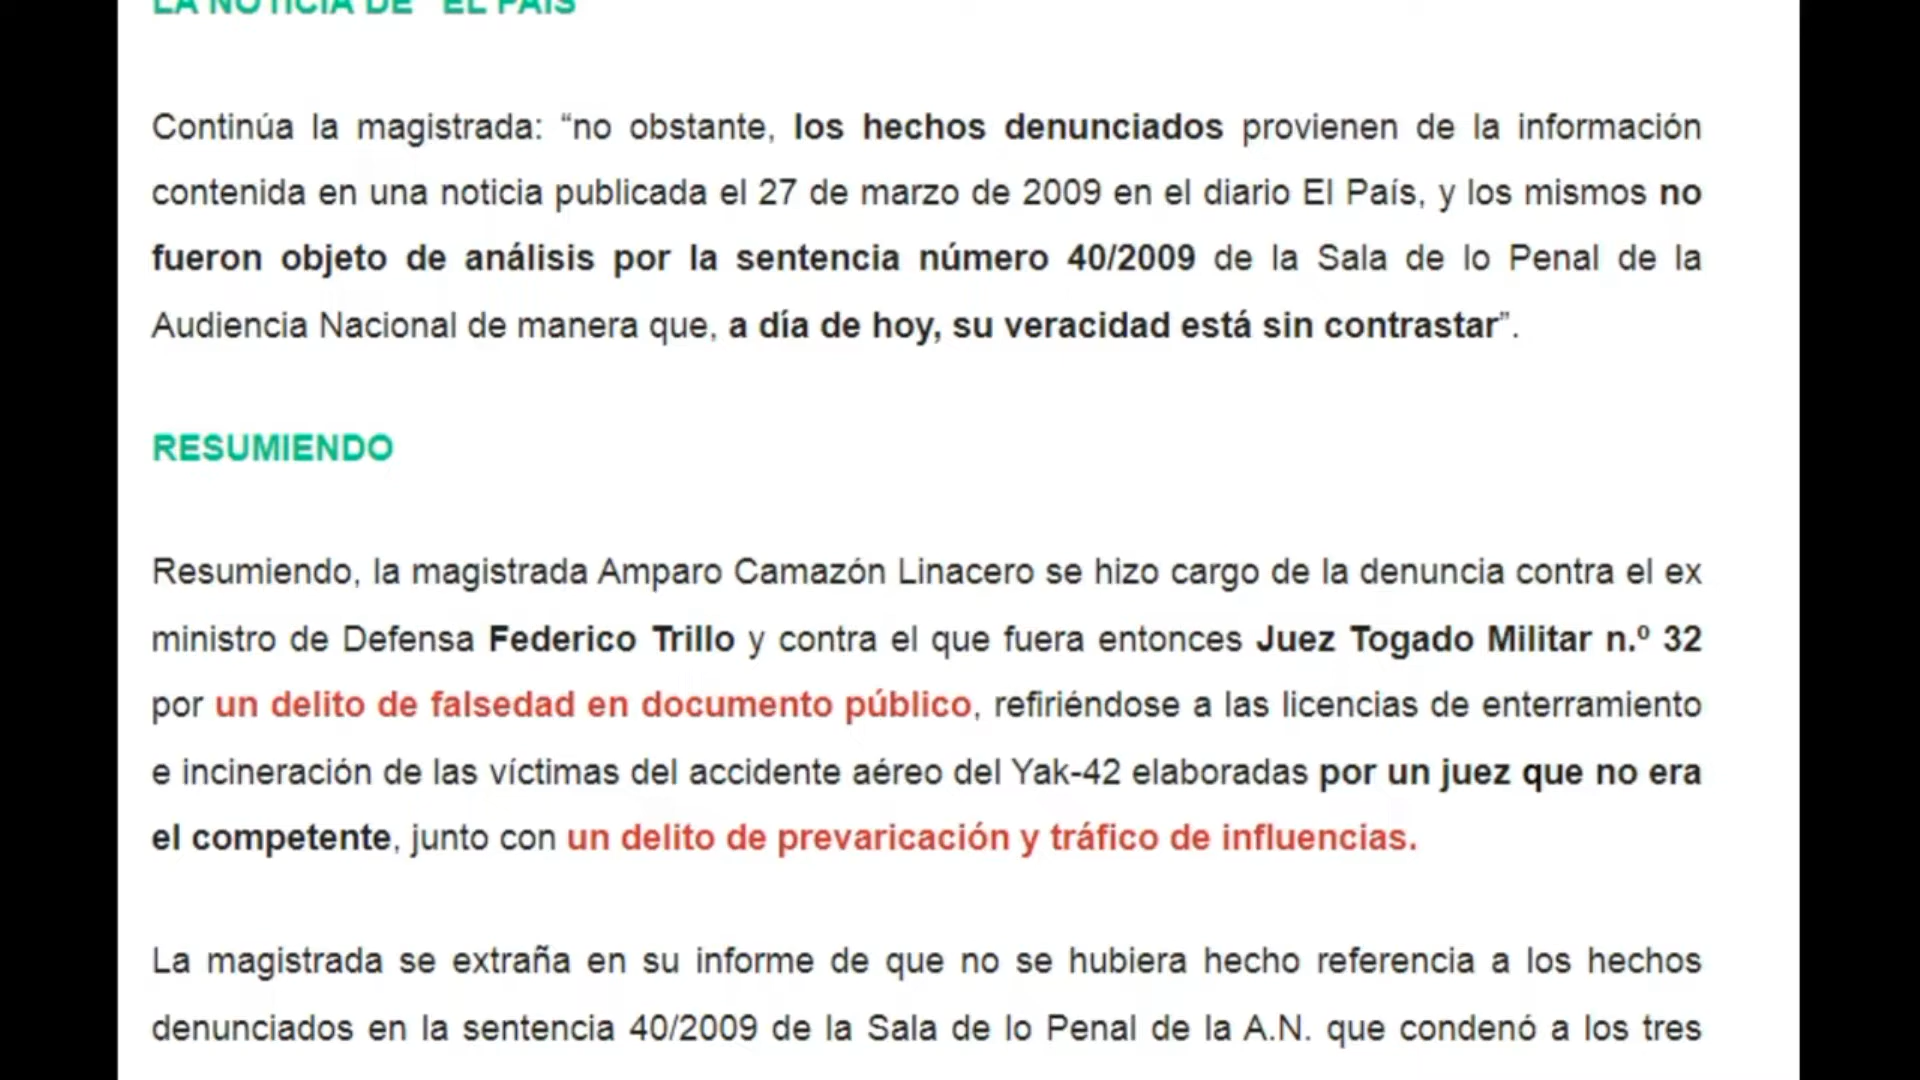 LA NOTICIA DE "EL PAÍS"
Continúa la magistrada: “no obstante, los hechos denunciados provienen de la información
contenida en una noticia publicada el 27 de marzo de 2009 en el diario El País, y los mismos no
fueron objeto de análisis por la sentencia número 40/2009 de la Sala de lo Penal de la
Audiencia Nacional de manera que, a día de hoy, su veracidad está sin contrastar”.
RESUMIENDO
Resumiendo, la magistrada Amparo Camazón Linacero se hizo cargo de la denuncia contra el ex
ministro de Defensa Federico Trillo y contra el que fuera entonces Juez Togado Militar n.º 32
por un delito de falsedad en documento público, refiriéndose a las licencias de enterramiento
e incineración de las víctimas del accidente aéreo del Yak-42 elaboradas por un juez que no era
el competente, junto con un delito de prevaricación y tráfico de influencias.
La magistrada se extraña en su informe de que no se hubiera hecho referencia a los hechos
denunciados en la sentencia 40/2009 de la Sala de lo Penal de la A.N. que condenó a los tres